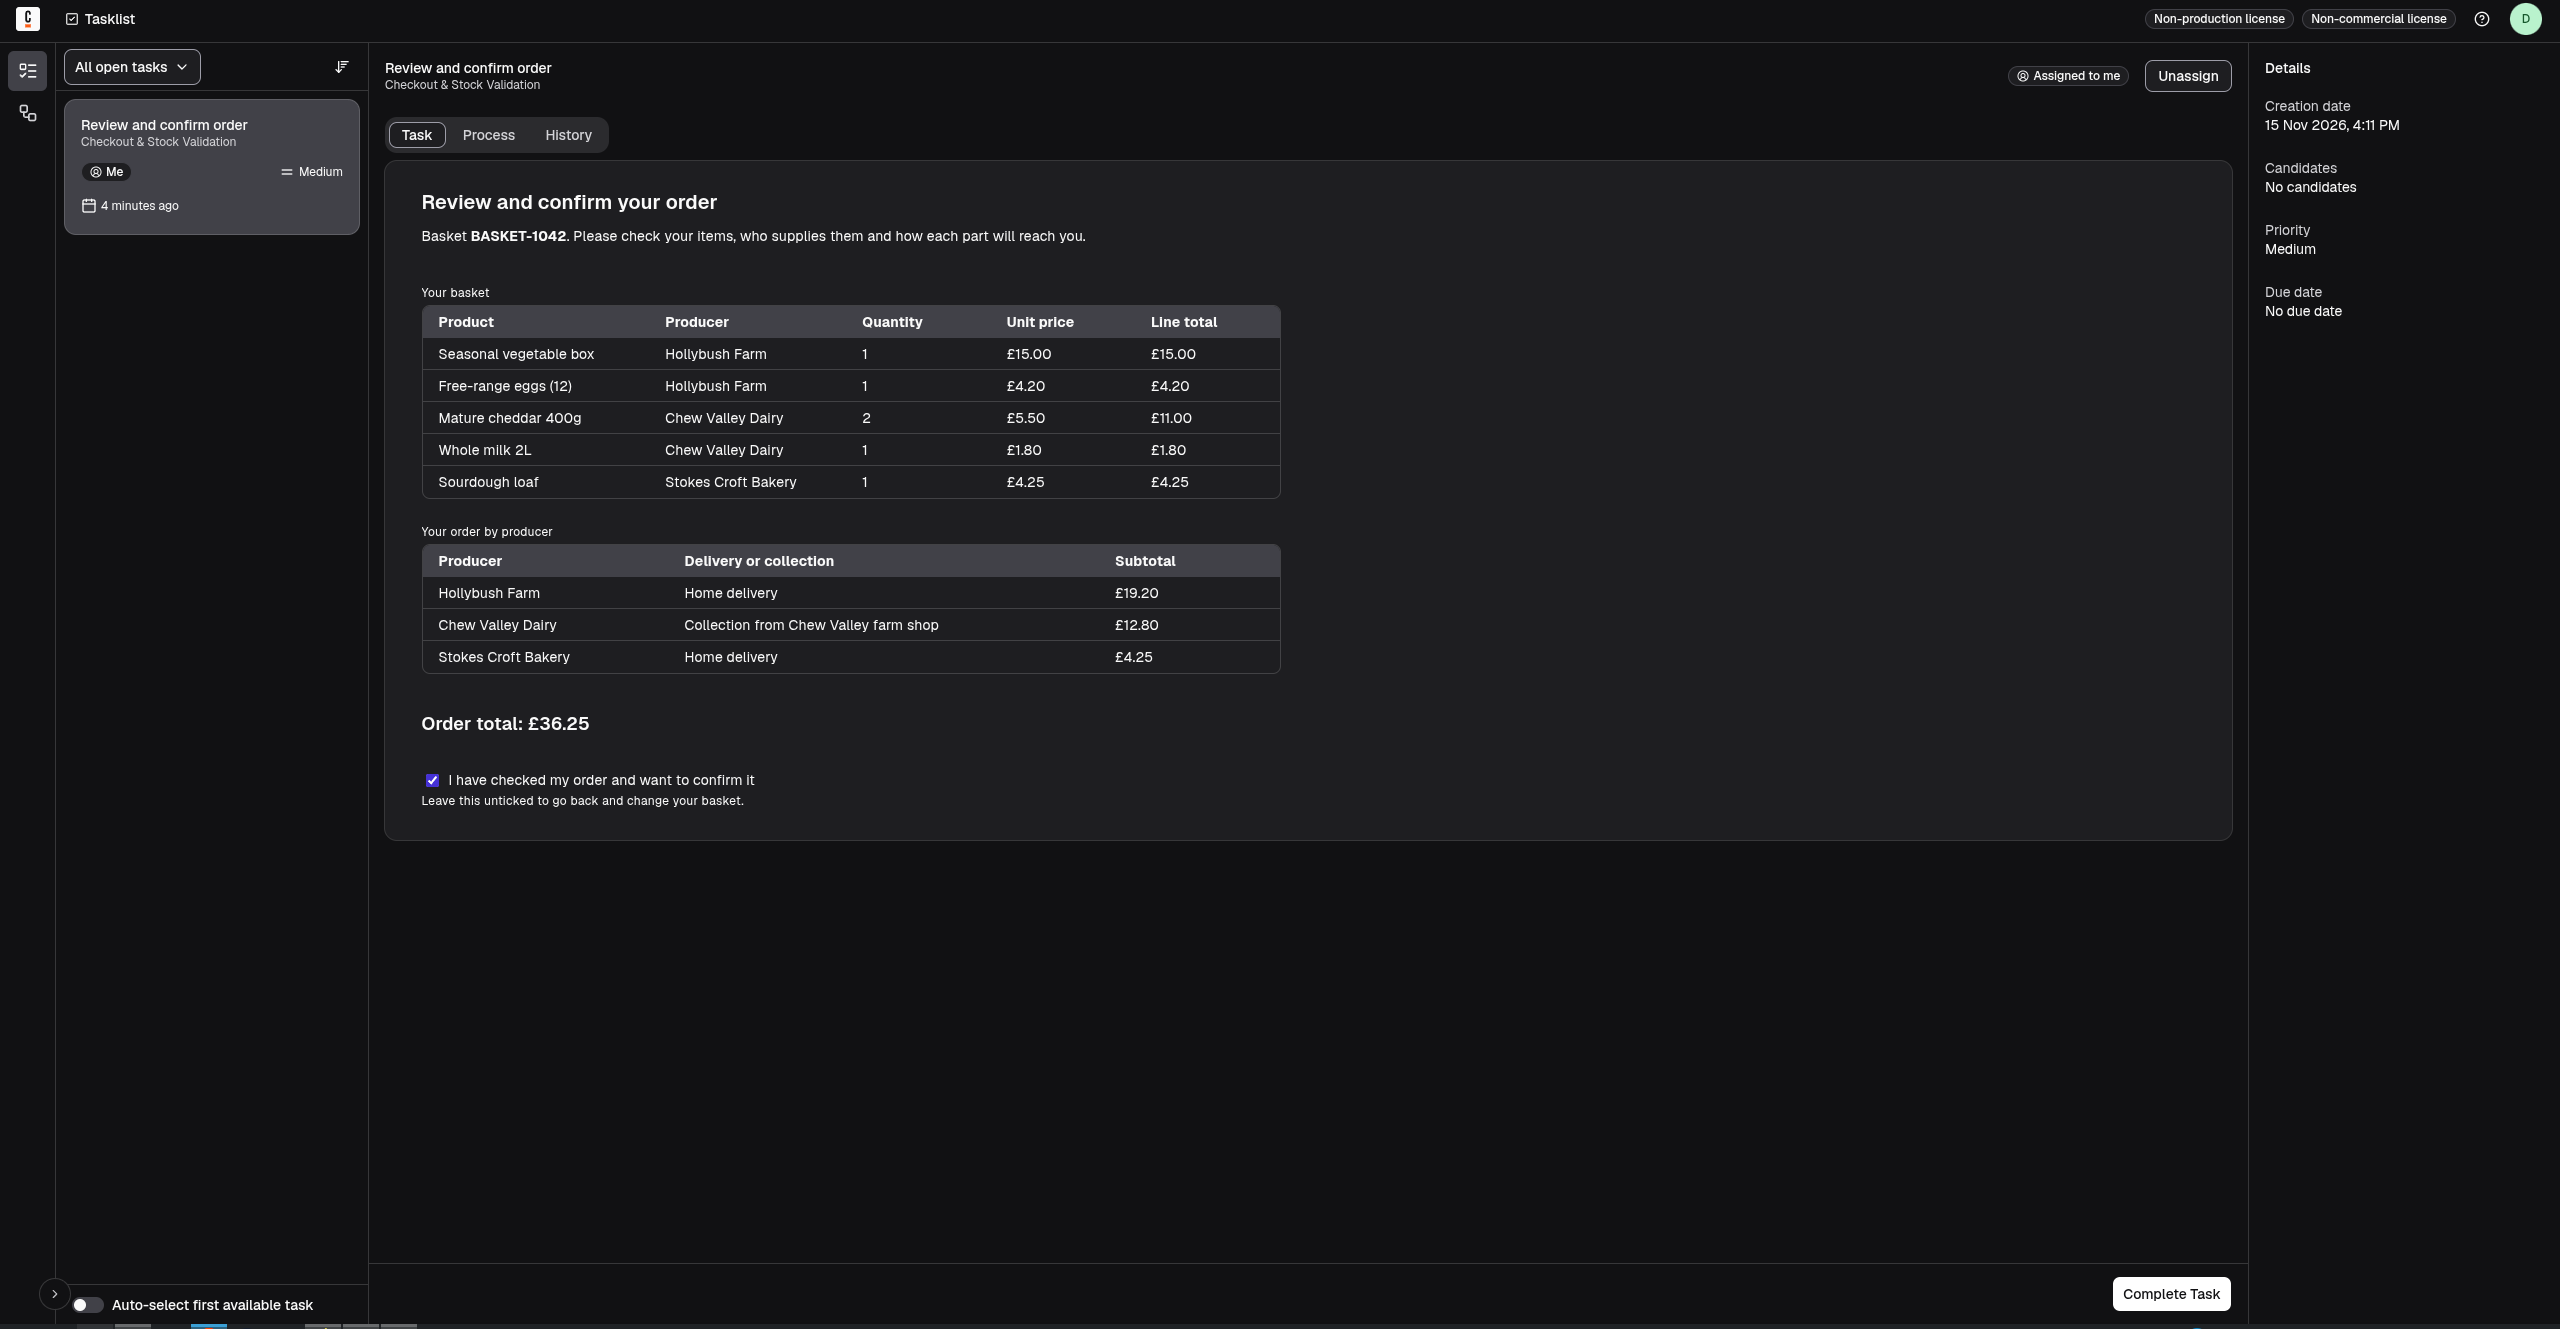 C
Tasklist
Non-production license
Non-commercial license
D
All open tasks
Review and confirm order
Checkout & Stock Validation
Me
Medium
4 minutes ago
Auto-select first available task
Review and confirm order
Checkout & Stock Validation
Assigned to me
Unassign
Task Process History
Review and confirm your order
Basket BASKET-1042. Please check your items, who supplies them and how each part will reach you.
Your basket
Product Producer Quantity Unit price Line total
Seasonal vegetable box Hollybush Farm 1 £15.00 £15.00
Free-range eggs (12) Hollybush Farm 1 £4.20 £4.20
Mature cheddar 400g Chew Valley Dairy 2 £5.50 £11.00
Whole milk 2L Chew Valley Dairy 1 £1.80 £1.80
Sourdough loaf Stokes Croft Bakery 1 £4.25 £4.25
Your order by producer
Producer Delivery or collection Subtotal
Hollybush Farm Home delivery £19.20
Chew Valley Dairy Collection from Chew Valley farm shop £12.80
Stokes Croft Bakery Home delivery £4.25
Order total: £36.25
I have checked my order and want to confirm it
Leave this unticked to go back and change your basket.
Complete Task
Details
Creation date
15 Nov 2026, 4:11 PM
Candidates
No candidates
Priority
Medium
Due date
No due date